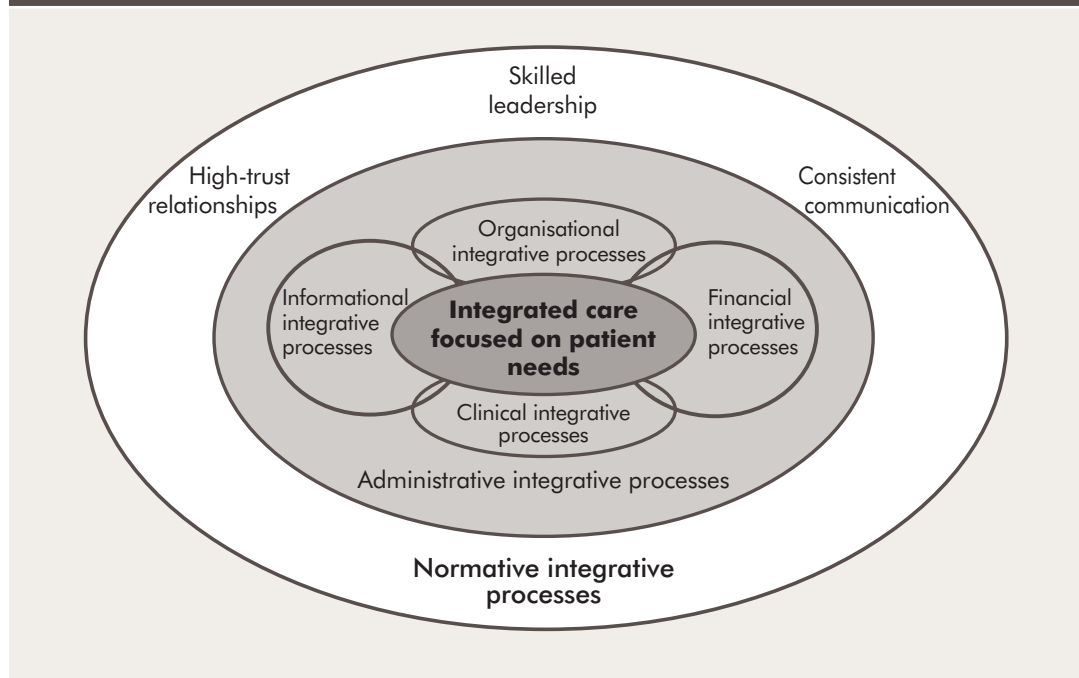 Skilled
leadership
High-trust
relationships
Consistent
communication
Organisational
integrative processes
Informational
integrative
processes
Integrated care
focused on patient
needs
Financial
integrative
processes
Clinical integrative
processes
Administrative integrative processes
Normative integrative
processes